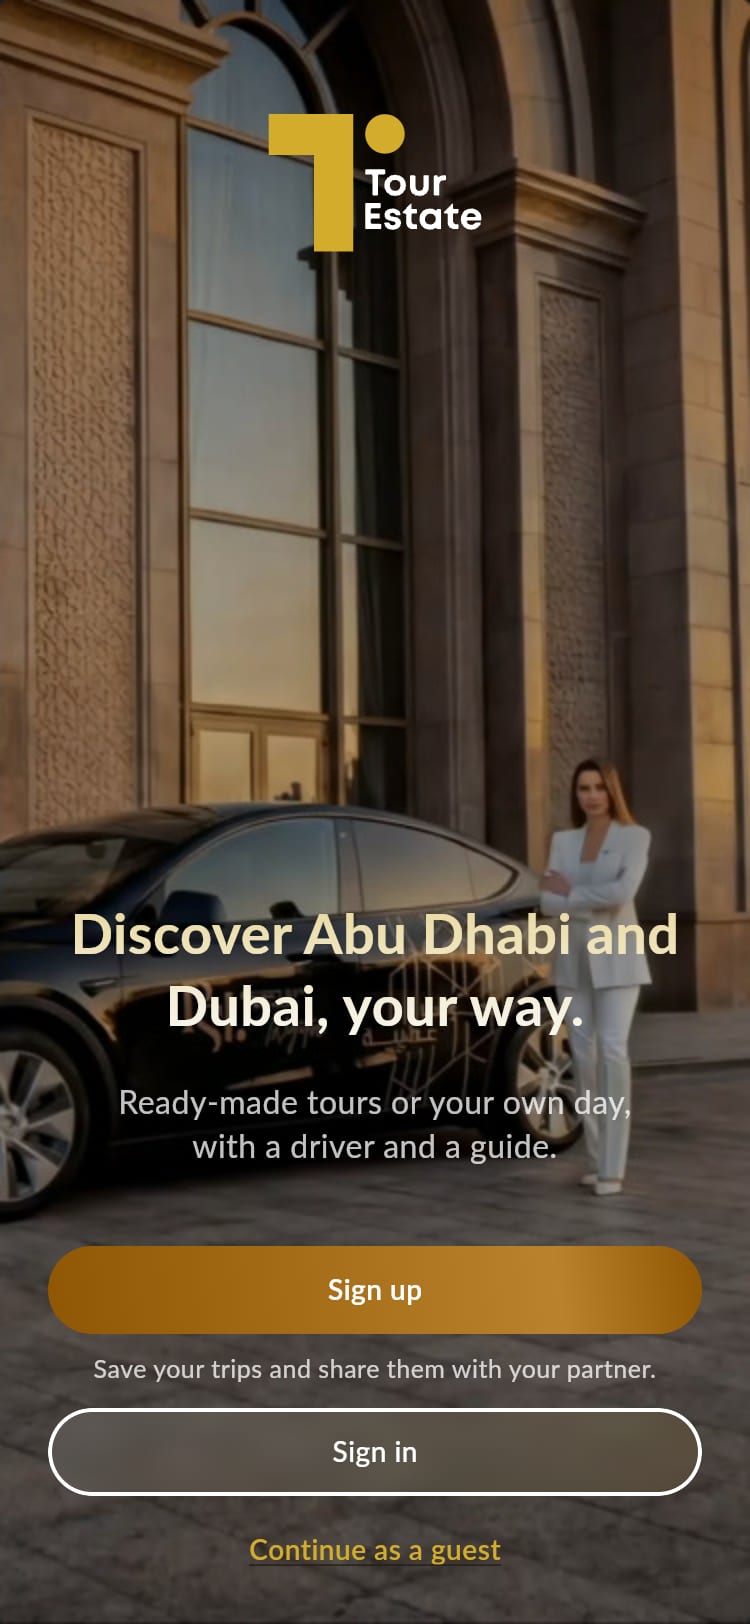 Tour
Estate
Discover Abu Dhabi and
Dubai, your way.
Ready-made tours or your own day,
with a driver and a guide.
Sign up
Save your trips and share them with your partner.
Sign in
Continue as a guest